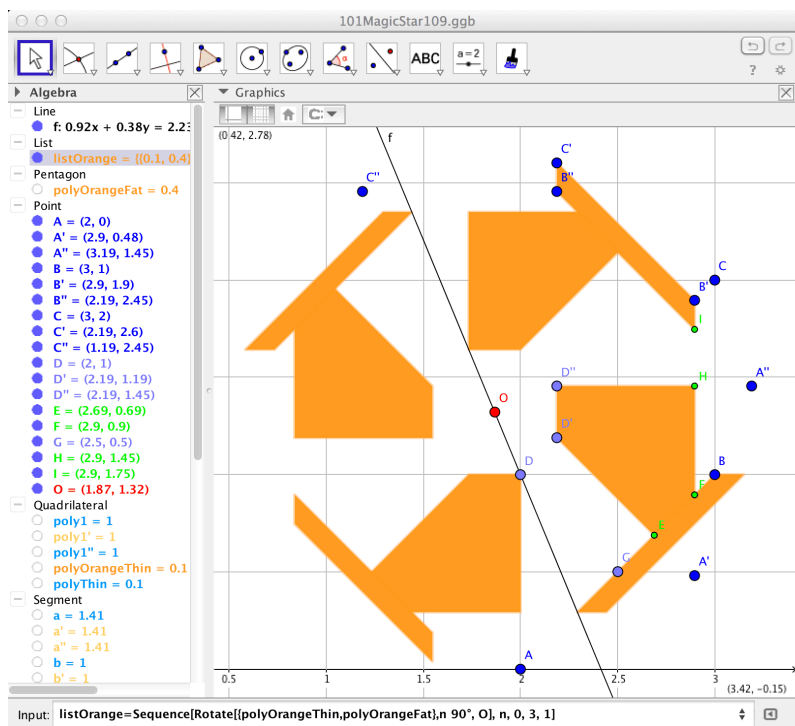 101MagicStar109.ggb
ABC
a=2
?
Algebra
Graphics
Line
f: 0.92x + 0.38y = 2.23
List
listOrange = {{0.1, 0.4}
Pentagon
polyOrangeFat = 0.4
Point
A = (2, 0)
A' = (2.9, 0.48)
A'' = (3.19, 1.45)
B = (3, 1)
B' = (2.9, 1.9)
B'' = (2.19, 2.45)
C = (3, 2)
C' = (2.19, 2.6)
C'' = (1.19, 2.45)
D = (2, 1)
D' = (2.19, 1.19)
D'' = (2.19, 1.45)
E = (2.69, 0.69)
F = (2.9, 0.9)
G = (2.5, 0.5)
H = (2.9, 1.45)
I = (2.9, 1.75)
O = (1.87, 1.32)
Quadrilateral
poly1 = 1
poly1' = 1
poly1'' = 1
polyOrangeThin = 0.1
polyThin = 0.1
Segment
a = 1.41
a' = 1.41
a'' = 1.41
b = 1
b' = 1
(0.42, 2.78)
f
C'
C''
B''
C
B'
I
D''
H
A''
O
D'
D
B
F
E
G
A'
A
0.5
1
1.5
2
2.5
3
(3.42, -0.15)
Input:
listOrange=Sequence[Rotate[{polyOrangeThin,polyOrangeFat},n 90°, O], n, 0, 3, 1]